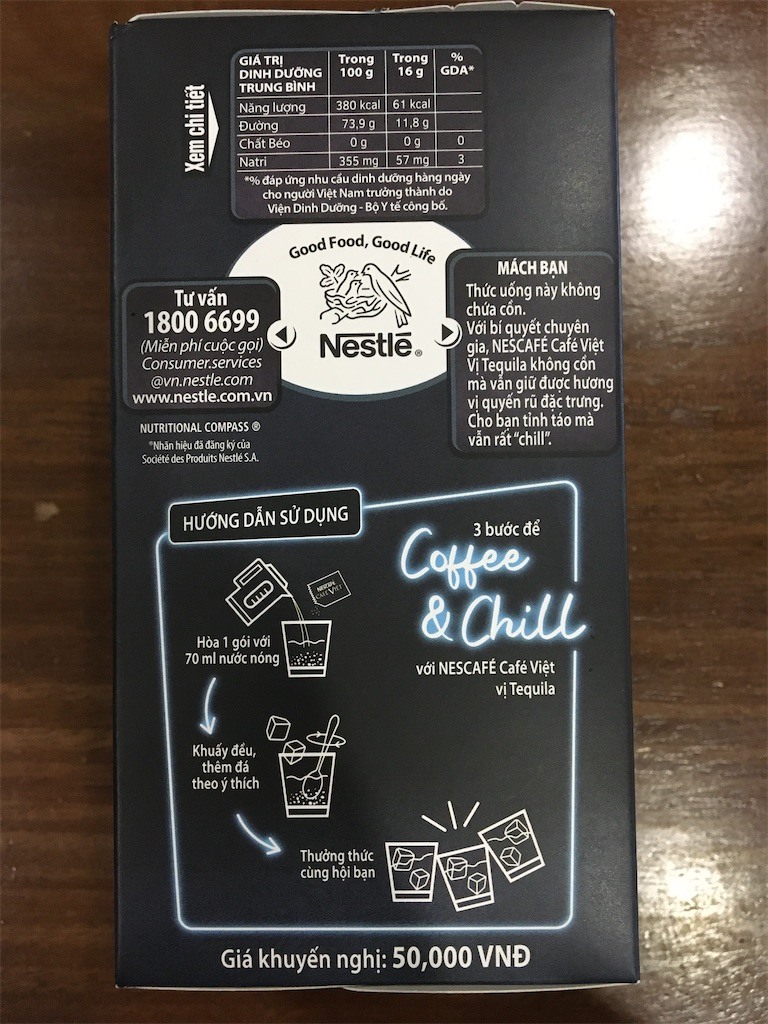 Xem chi tiết
GIÁ TRỊ DINH DƯỠNG TRUNG BÌNH Trong 100 g Trong 16 g % GDA*
Năng lượng 380 kcal 61 kcal
Đường 73,9 g 11,8 g
Chất Béo 0 g 0 g 0
Natri 355 mg 57 mg 3
*% đáp ứng nhu cầu dinh dưỡng hàng ngày
cho người Việt Nam trưởng thành do
Viện Dinh Dưỡng - Bộ Y tế công bố.
Good Food, Good Life
Nestlé®
Tư vấn
1800 6699
(Miễn phí cuộc gọi)
Consumer.services
@vn.nestle.com
www.nestle.com.vn
NUTRITIONAL COMPASS ®
*Nhãn hiệu đã đăng ký của
Société des Produits Nestlé S.A.
MÁCH BẠN
Thức uống này không
chứa cồn.
Với bí quyết chuyên
gia, NESCAFÉ Café Việt
Vị Tequila không cồn
mà vẫn giữ được hương
vị quyến rũ đặc trưng.
Cho bạn tỉnh táo mà
vẫn rất “chill”.
HƯỚNG DẪN SỬ DỤNG
3 bước để
Coffee
& Chill
với NESCAFÉ Café Việt
vị Tequila
NESCAFÉ
CAFÉ VIỆT
Hòa 1 gói với
70 ml nước nóng
Khuấy đều,
thêm đá
theo ý thích
Thưởng thức
cùng hội bạn
Giá khuyến nghị: 50,000 VNĐ